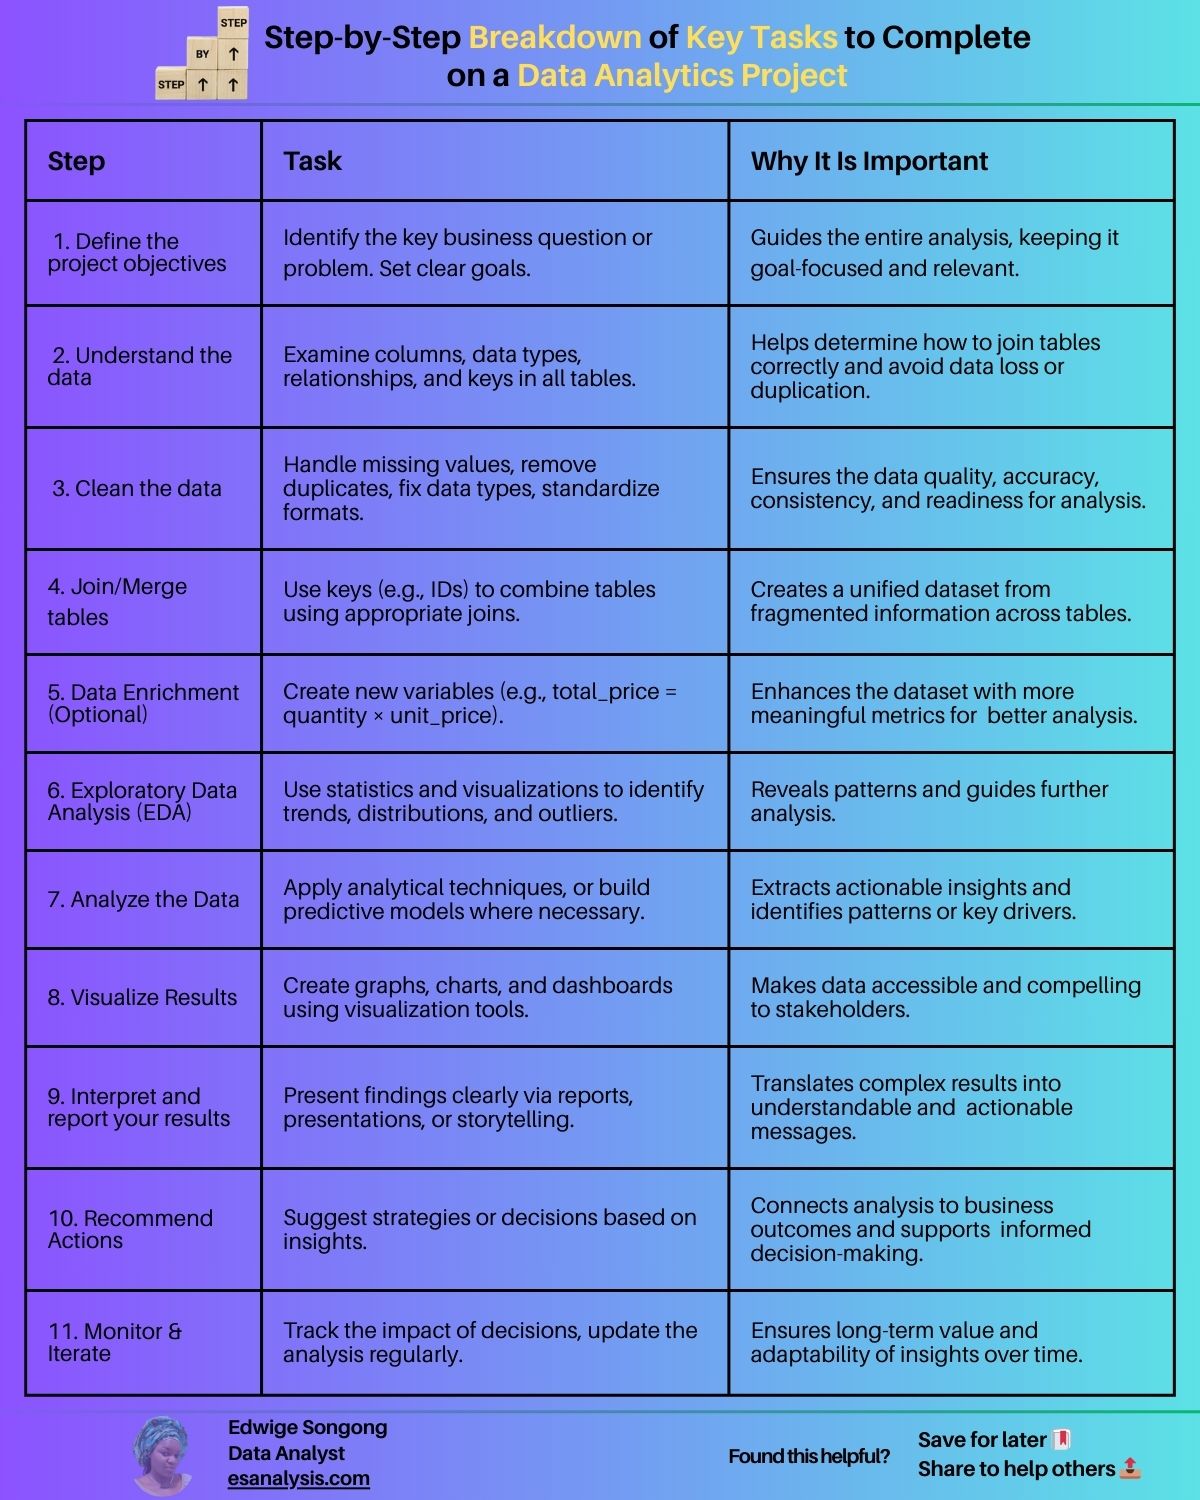 STEP
BY ↑
STEP ↑ ↑
Step-by-Step Breakdown of Key Tasks to Complete
on a Data Analytics Project
Step
Task
Why It Is Important
1. Define the
project objectives
Identify the key business question or
problem. Set clear goals.
Guides the entire analysis, keeping it
goal-focused and relevant.
2. Understand the
data
Examine columns, data types,
relationships, and keys in all tables.
Helps determine how to join tables
correctly and avoid data loss or
duplication.
3. Clean the data
Handle missing values, remove
duplicates, fix data types, standardize
formats.
Ensures the data quality, accuracy,
consistency, and readiness for analysis.
4. Join/Merge
tables
Use keys (e.g., IDs) to combine tables
using appropriate joins.
Creates a unified dataset from
fragmented information across tables.
5. Data Enrichment
(Optional)
Create new variables (e.g., total_price =
quantity × unit_price).
Enhances the dataset with more
meaningful metrics for  better analysis.
6. Exploratory Data
Analysis (EDA)
Use statistics and visualizations to identify
trends, distributions, and outliers.
Reveals patterns and guides further
analysis.
7. Analyze the Data
Apply analytical techniques, or build
predictive models where necessary.
Extracts actionable insights and
identifies patterns or key drivers.
8. Visualize Results
Create graphs, charts, and dashboards
using visualization tools.
Makes data accessible and compelling
to stakeholders.
9. Interpret and
report your results
Present findings clearly via reports,
presentations, or storytelling.
Translates complex results into
understandable and  actionable
messages.
10. Recommend
Actions
Suggest strategies or decisions based on
insights.
Connects analysis to business
outcomes and supports  informed
decision-making.
11. Monitor &
Iterate
Track the impact of decisions, update the
analysis regularly.
Ensures long-term value and
adaptability of insights over time.
Edwige Songong
Data Analyst
esanalysis.com
Found this helpful?
Save for later
Share to help others